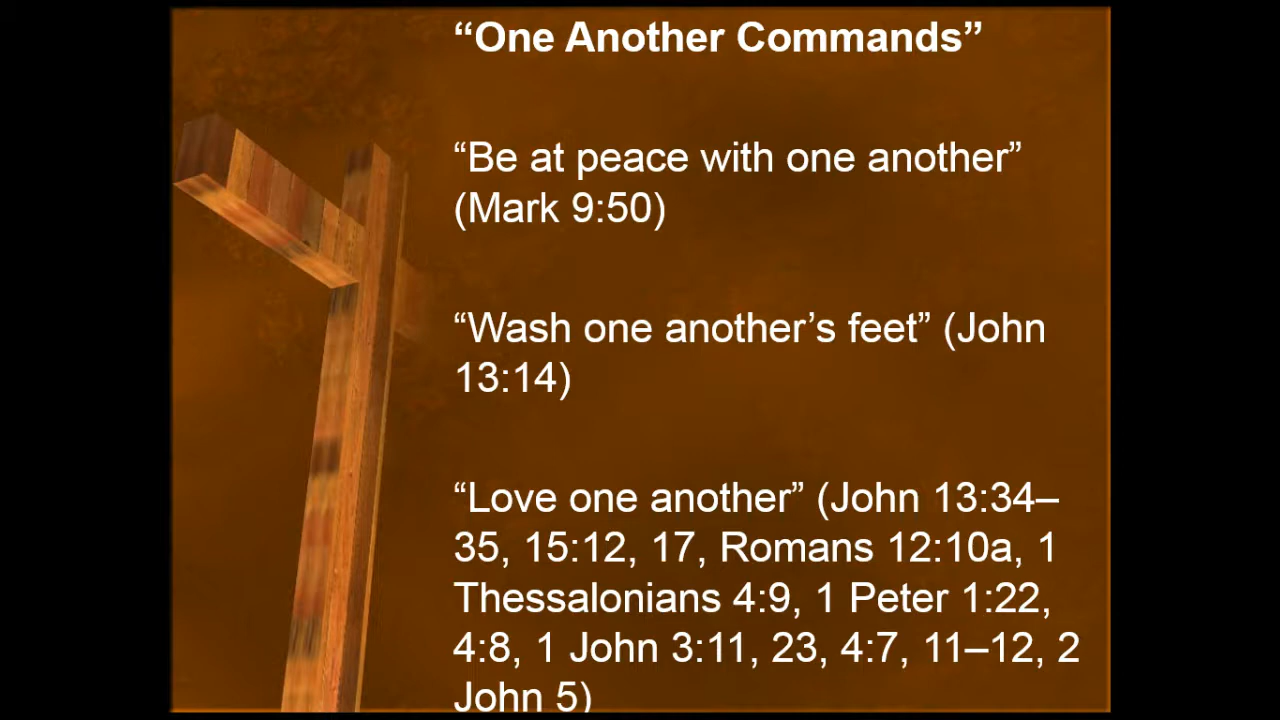 “One Another Commands”
“Be at peace with one another”
(Mark 9:50)
“Wash one another’s feet” (John
13:14)
“Love one another” (John 13:34–
35, 15:12, 17, Romans 12:10a, 1
Thessalonians 4:9, 1 Peter 1:22,
4:8, 1 John 3:11, 23, 4:7, 11–12, 2
John 5)